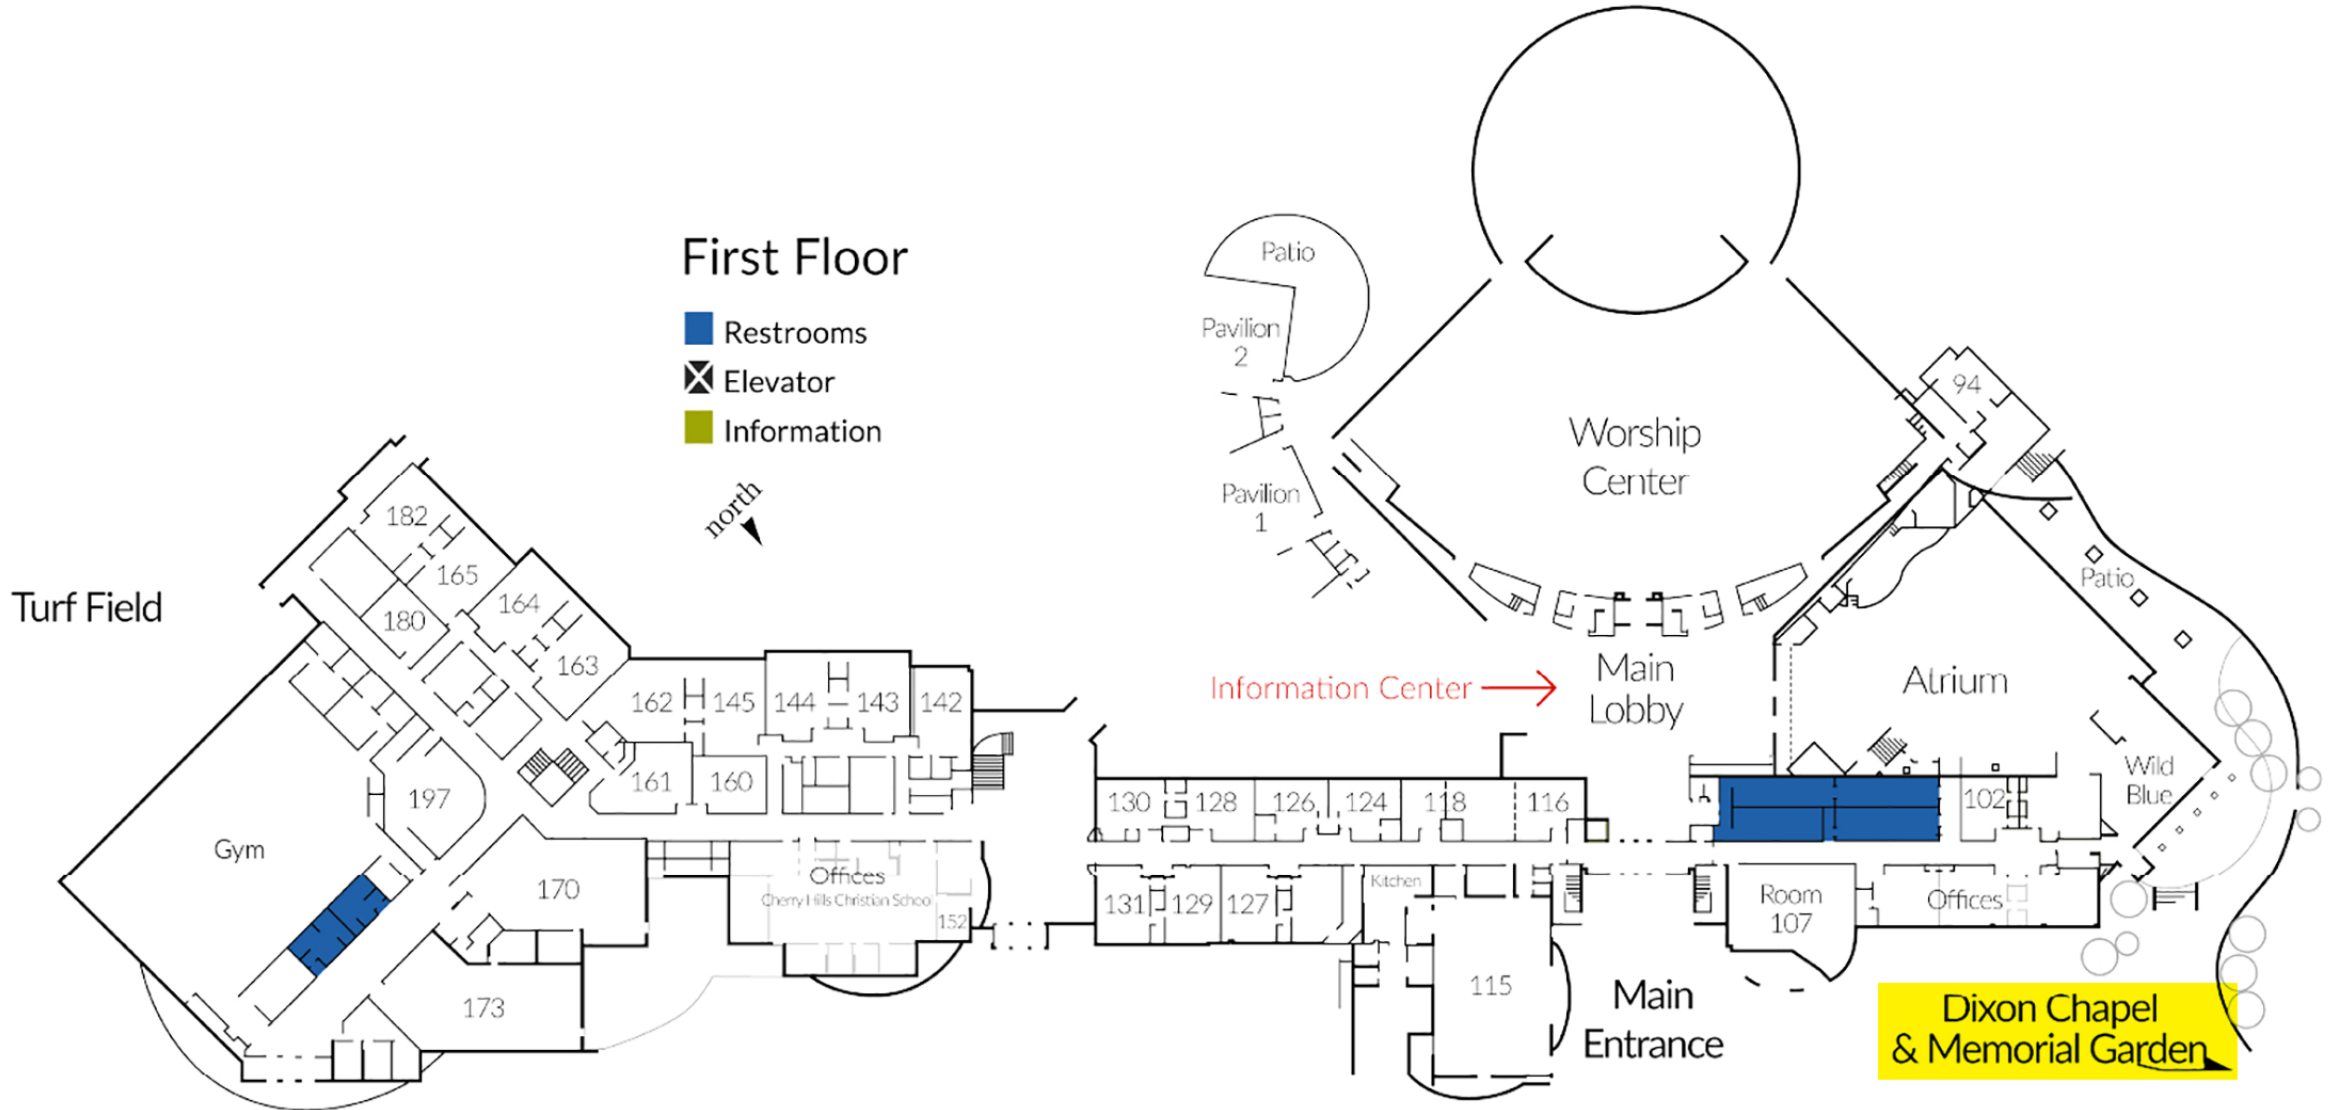 First Floor
Restrooms
Elevator
Information
north
Turf Field
Patio
Pavilion
2
Pavilion
1
Worship
Center
94
Patio
182
165
164
180
163
Information Center
Main
Lobby
Atrium
162
145
144
143
142
161
160
197
Wild
Blue
130
128
126
124
118
116
102
Gym
170
Offices
Cherry Hills Christian School
152
131
129
127
Kitchen
Room
107
Offices
173
115
Main
Entrance
Dixon Chapel
& Memorial Garden